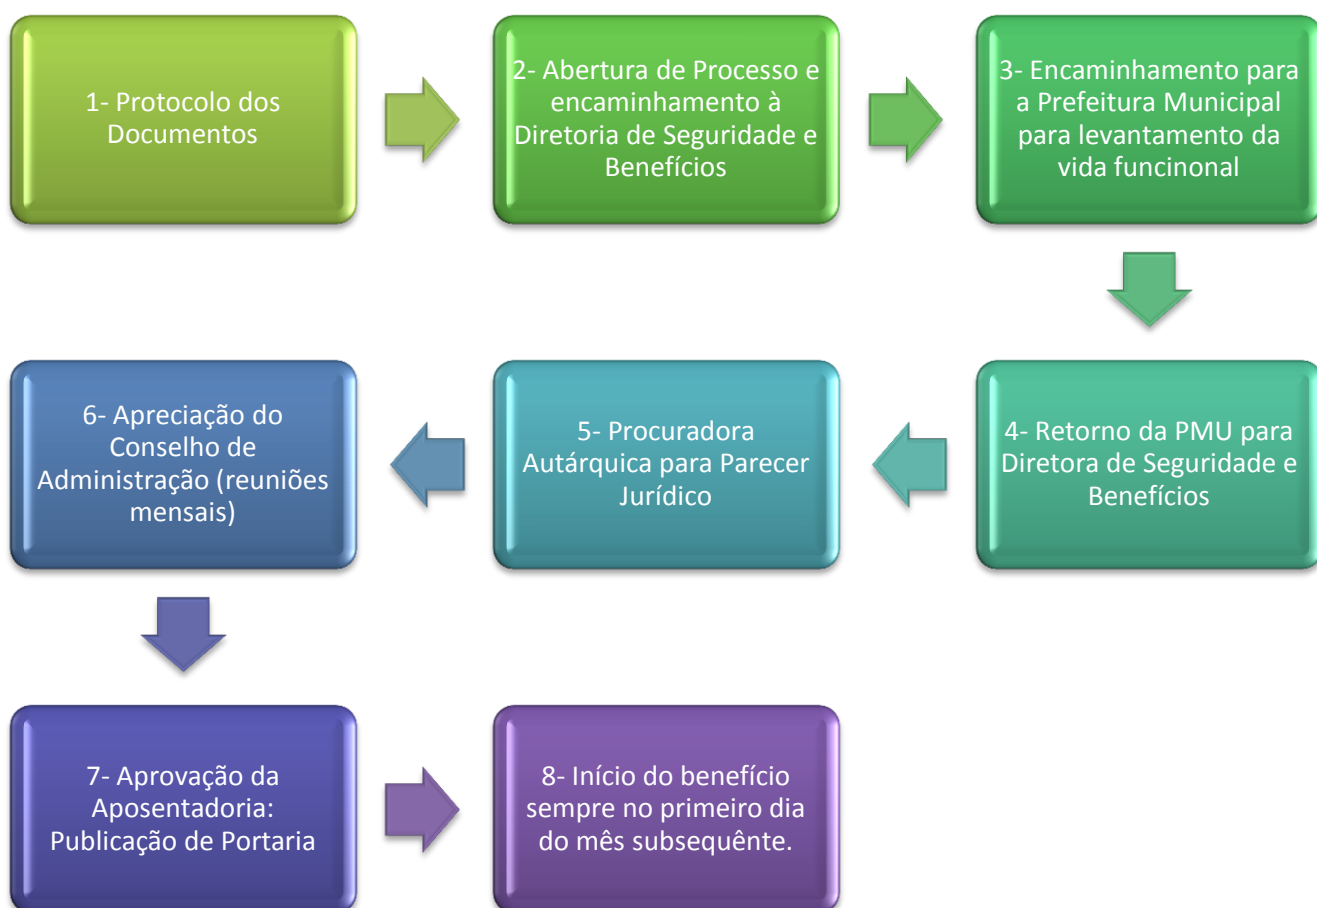 1- Protocolo dos
Documentos
2- Abertura de Processo e
encaminhamento à
Diretoria de Seguridade e
Benefícios
3- Encaminhamento para
a Prefeitura Municipal
para levantamento da
vida funcinonal
4- Retorno da PMU para
Diretora de Seguridade e
Benefícios
5- Procuradora
Autárquica para Parecer
Jurídico
6- Apreciação do
Conselho de
Administração (reuniões
mensais)
7- Aprovação da
Aposentadoria:
Publicação de Portaria
8- Início do benefício
sempre no primeiro dia
do mês subsequênte.